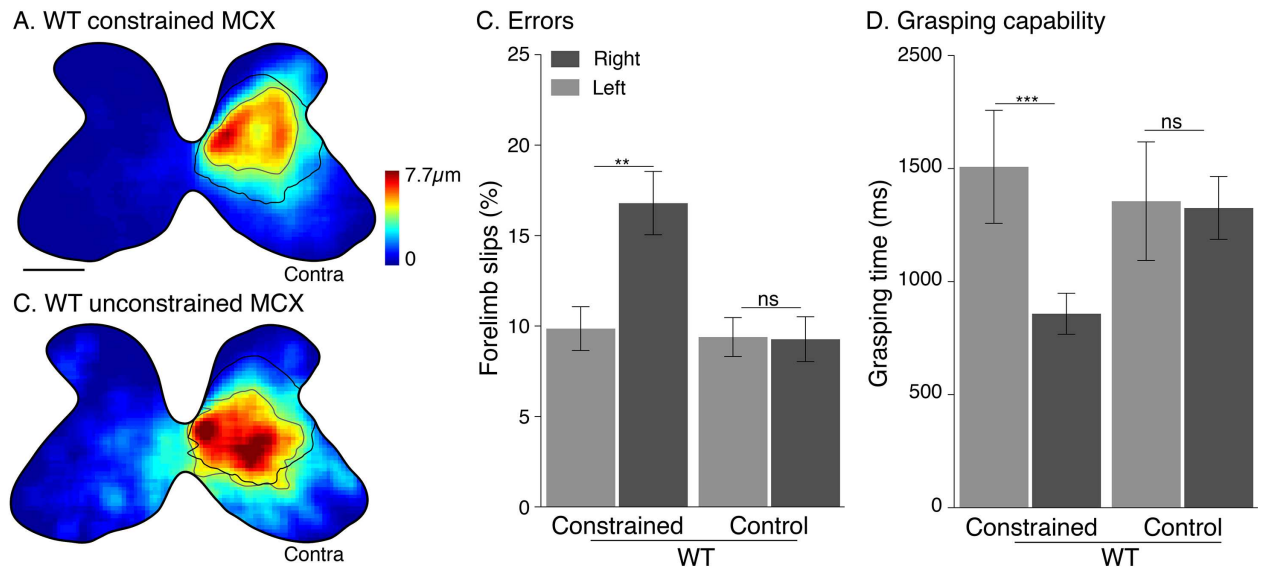 A. WT constrained MCX
7.7µm
0
Contra
C. WT unconstrained MCX
Contra
C. Errors
Right
Left
Forelimb slips (%)
25
20
15
10
5
0
**
ns
Constrained
Control
WT
D. Grasping capability
Grasping time (ms)
2500
1500
1000
500
0
***
ns
Constrained
Control
WT